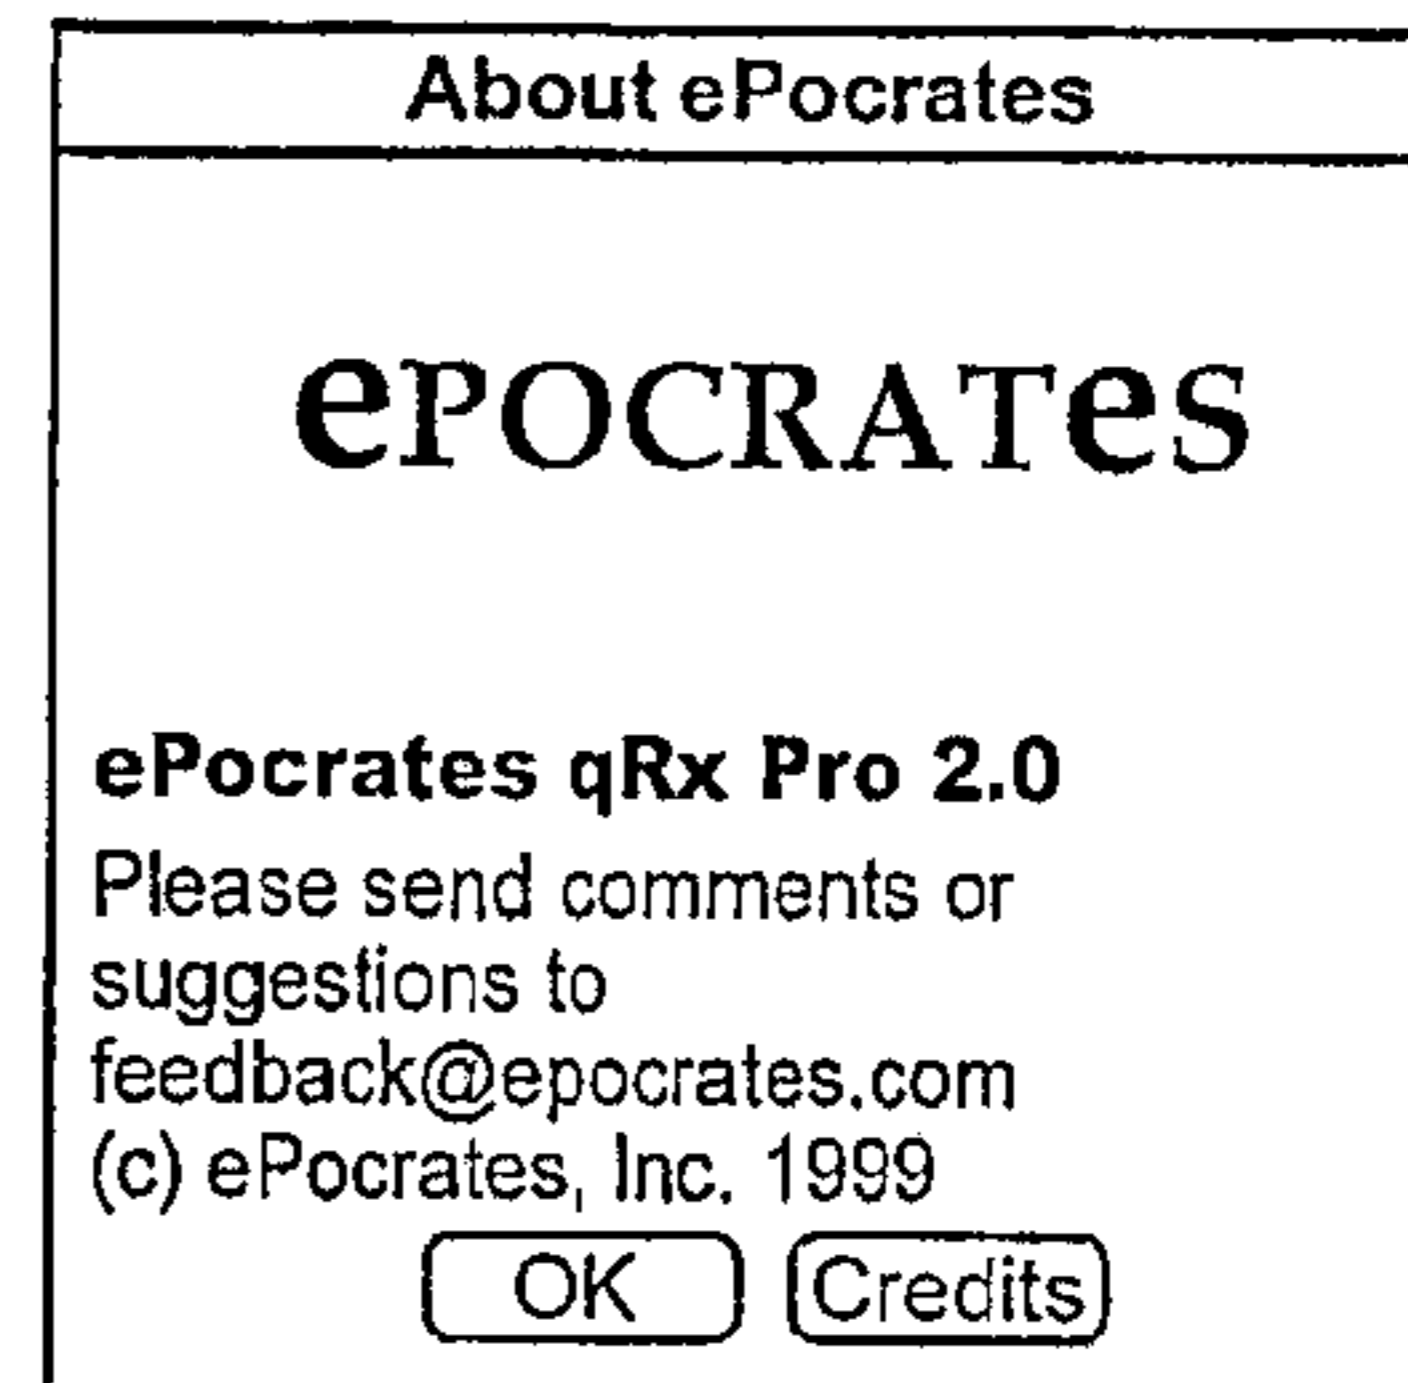 About ePocrates
ePOCRATeS
ePocrates qRx Pro 2.0
Please send comments or
suggestions to
feedback@epocrates.com
(c) ePocrates, Inc. 1999
OK Credits